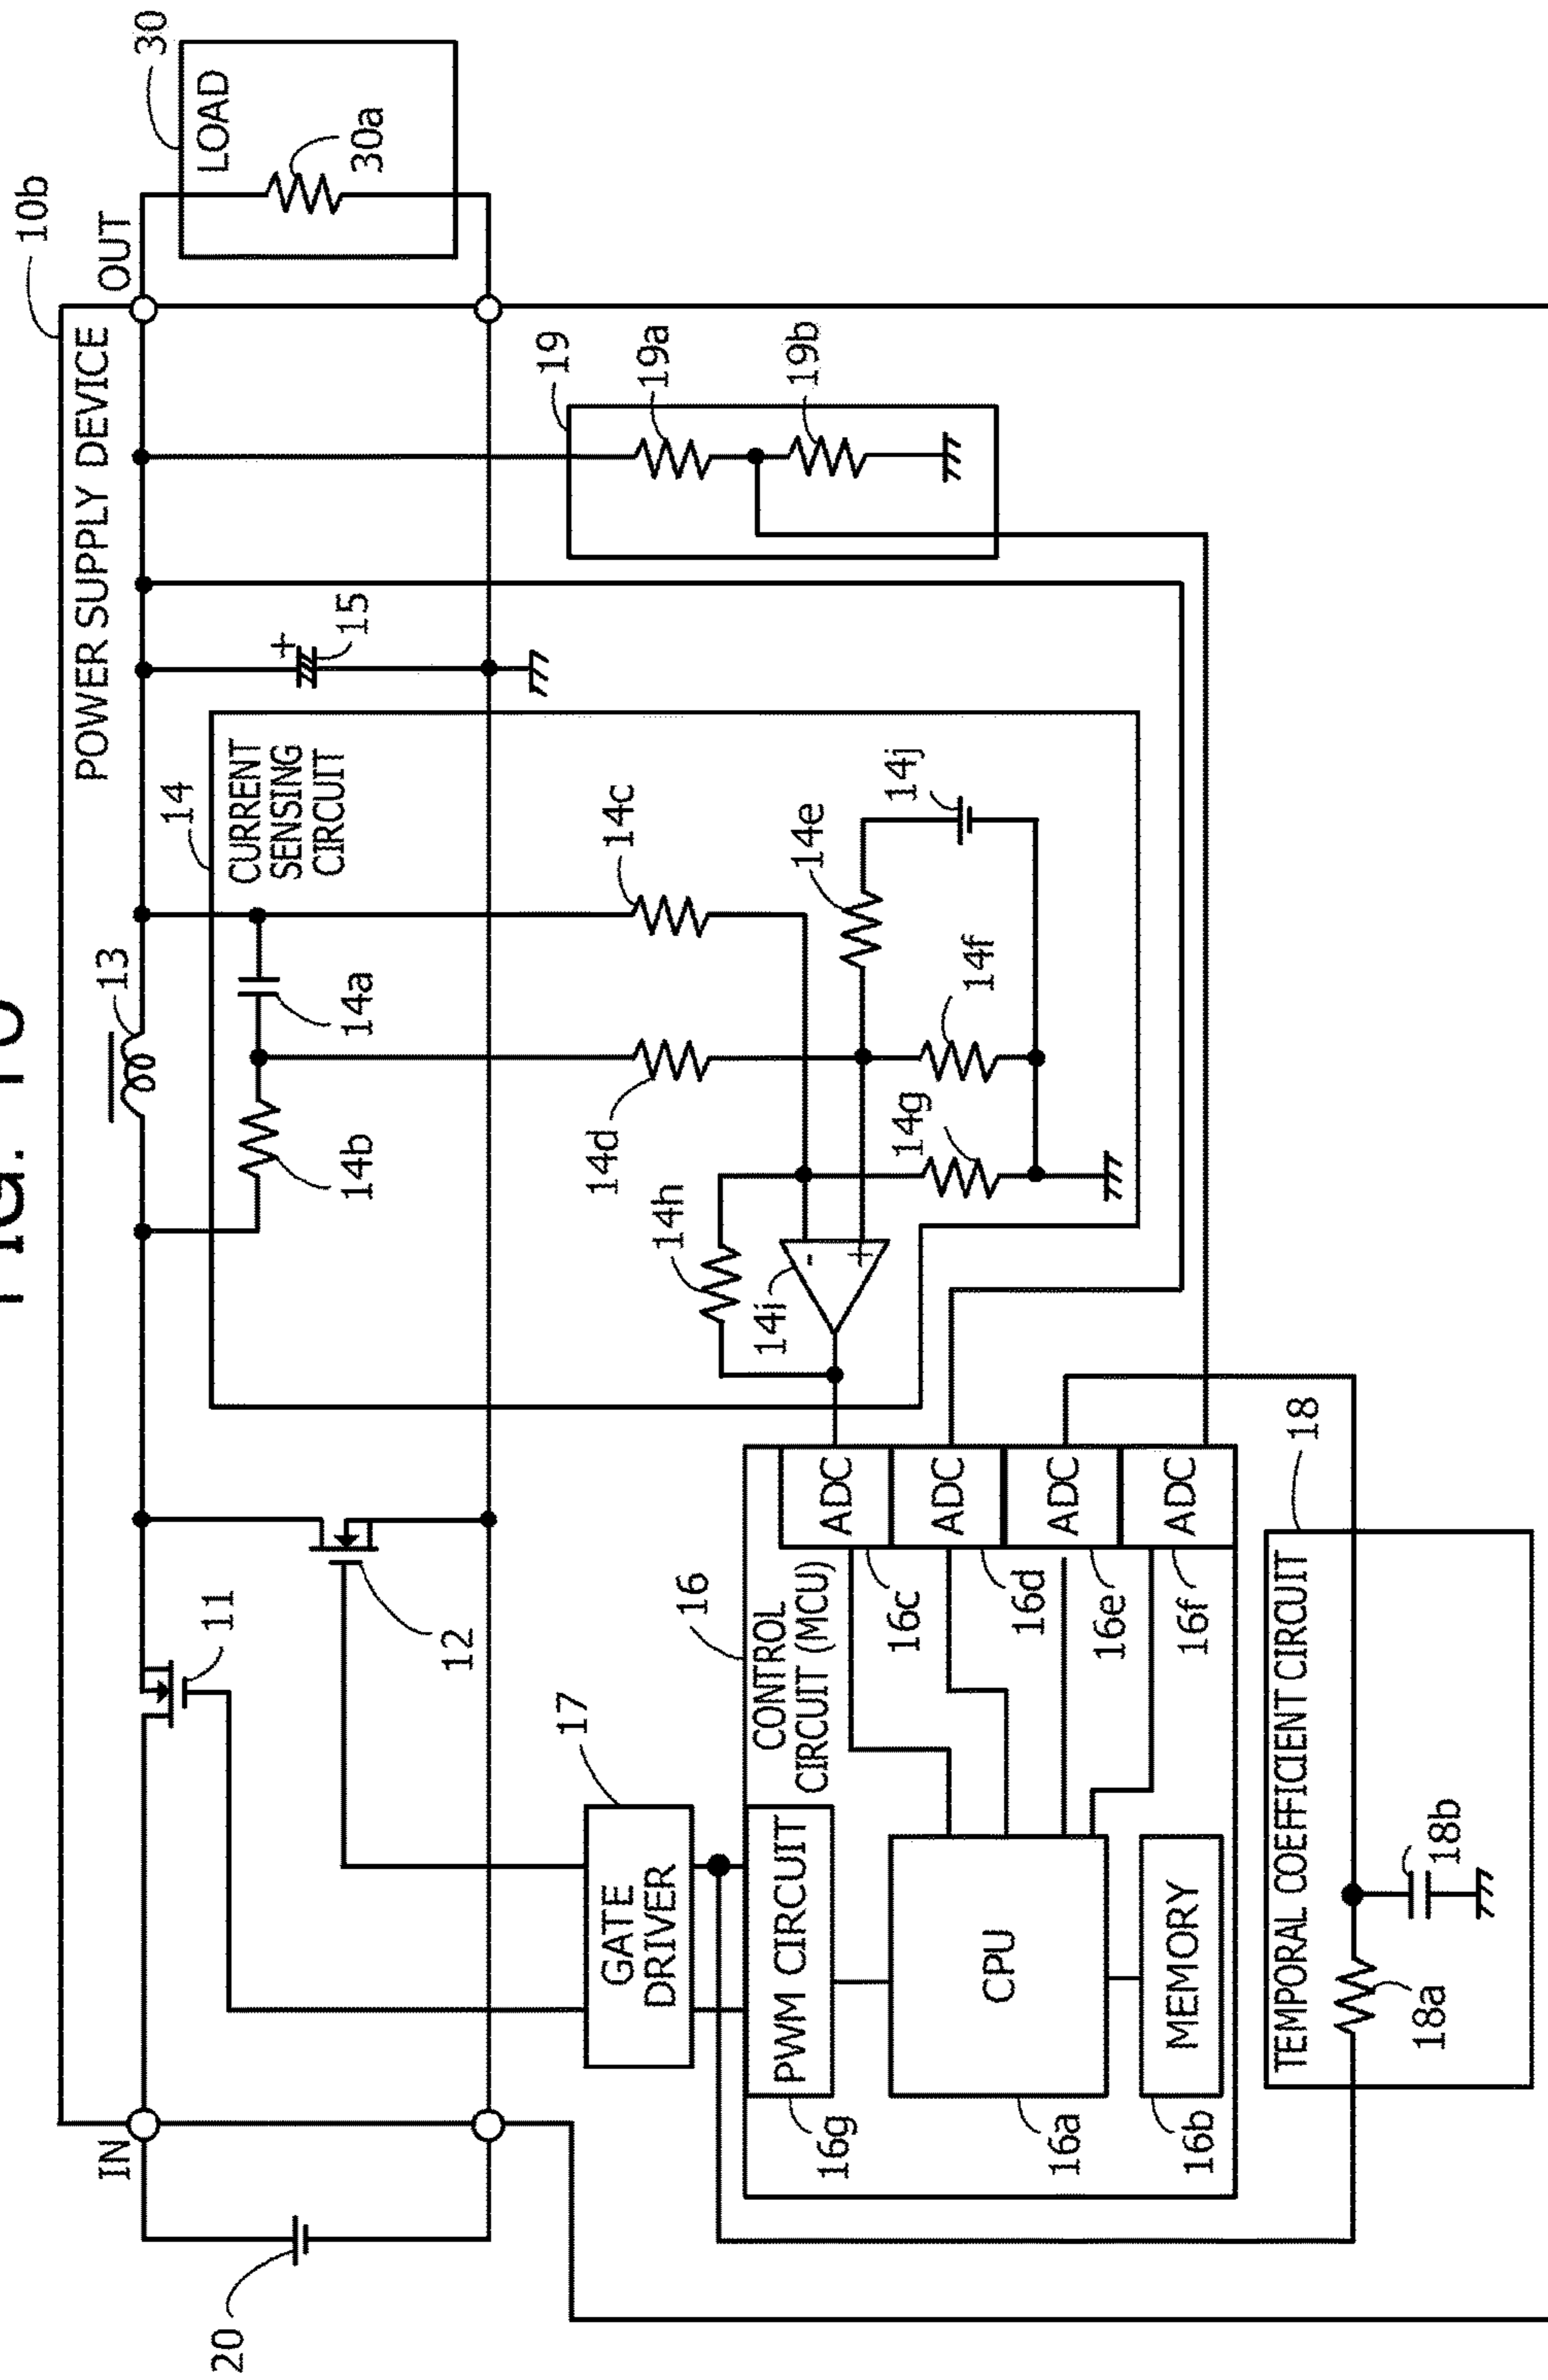 10b
POWER SUPPLY DEVICE
IN
OUT
20
11
12
13
14
CURRENT
SENSING
CIRCUIT
14a
14b
14c
14d
14e
14f
14g
14h
14i
14j
-
+
+
15
30
LOAD
30a
19
19a
19b
17
GATE
DRIVER
16
CONTROL
CIRCUIT (MCU)
PWM CIRCUIT
16g
CPU
16a
MEMORY
16b
ADC
16c
ADC
16d
ADC
16e
ADC
16f
18
TEMPORAL COEFFICIENT CIRCUIT
18a
18b